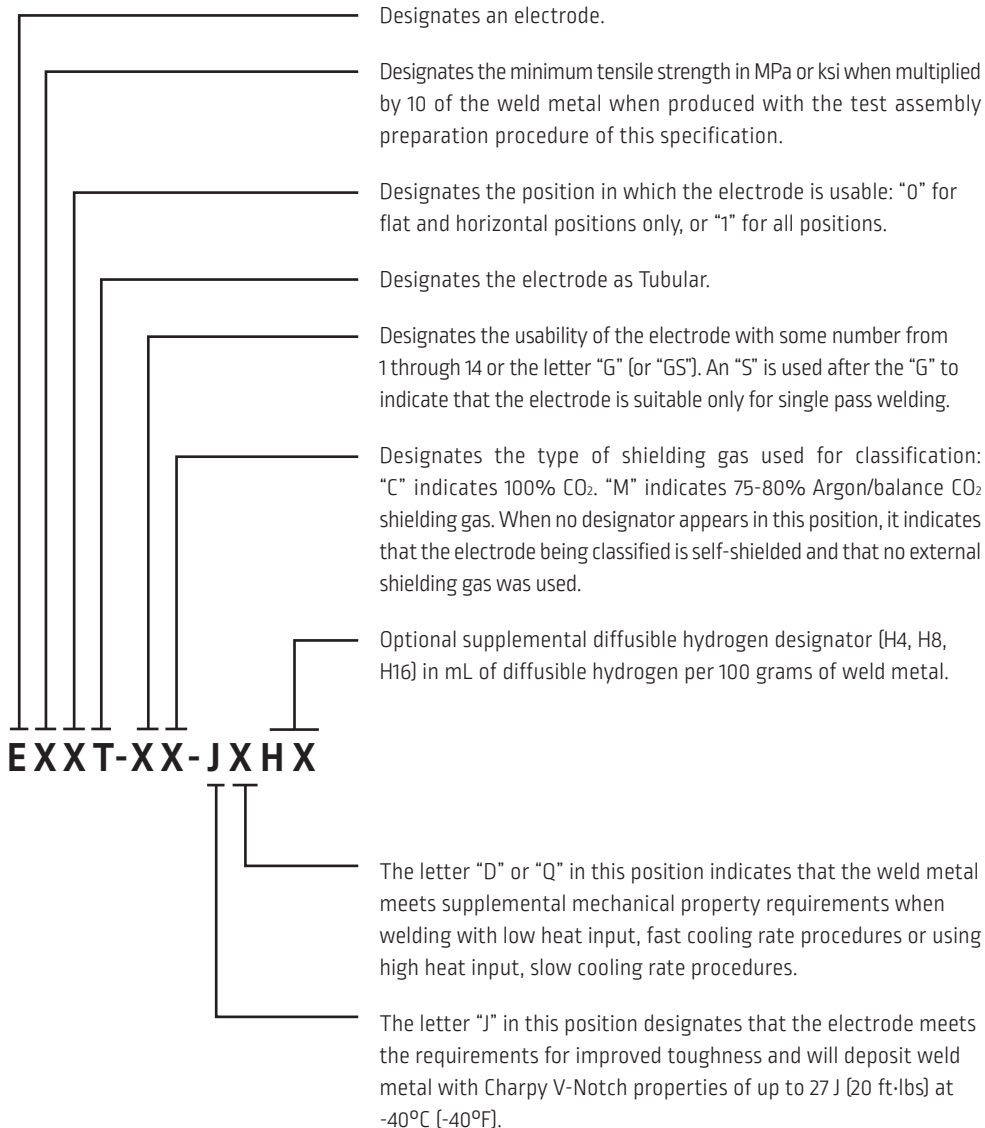 Designates an electrode.
Designates the minimum tensile strength in MPa or ksi when multiplied
by 10 of the weld metal when produced with the test assembly
preparation procedure of this specification.
Designates the position in which the electrode is usable: “0” for
flat and horizontal positions only, or “1” for all positions.
Designates the electrode as Tubular.
Designates the usability of the electrode with some number from
1 through 14 or the letter “G” (or “GS”). An “S” is used after the “G” to
indicate that the electrode is suitable only for single pass welding.
Designates the type of shielding gas used for classification:
“C” indicates 100% CO₂. “M” indicates 75-80% Argon/balance CO₂
shielding gas. When no designator appears in this position, it indicates
that the electrode being classified is self-shielded and that no external
shielding gas was used.
Optional supplemental diffusible hydrogen designator (H4, H8,
H16) in mL of diffusible hydrogen per 100 grams of weld metal.
EXXT-XX-JXHX
The letter “D” or “Q” in this position indicates that the weld metal
meets supplemental mechanical property requirements when
welding with low heat input, fast cooling rate procedures or using
high heat input, slow cooling rate procedures.
The letter “J” in this position designates that the electrode meets
the requirements for improved toughness and will deposit weld
metal with Charpy V-Notch properties of up to 27 J (20 ft·lbs) at
-40°C (-40°F).